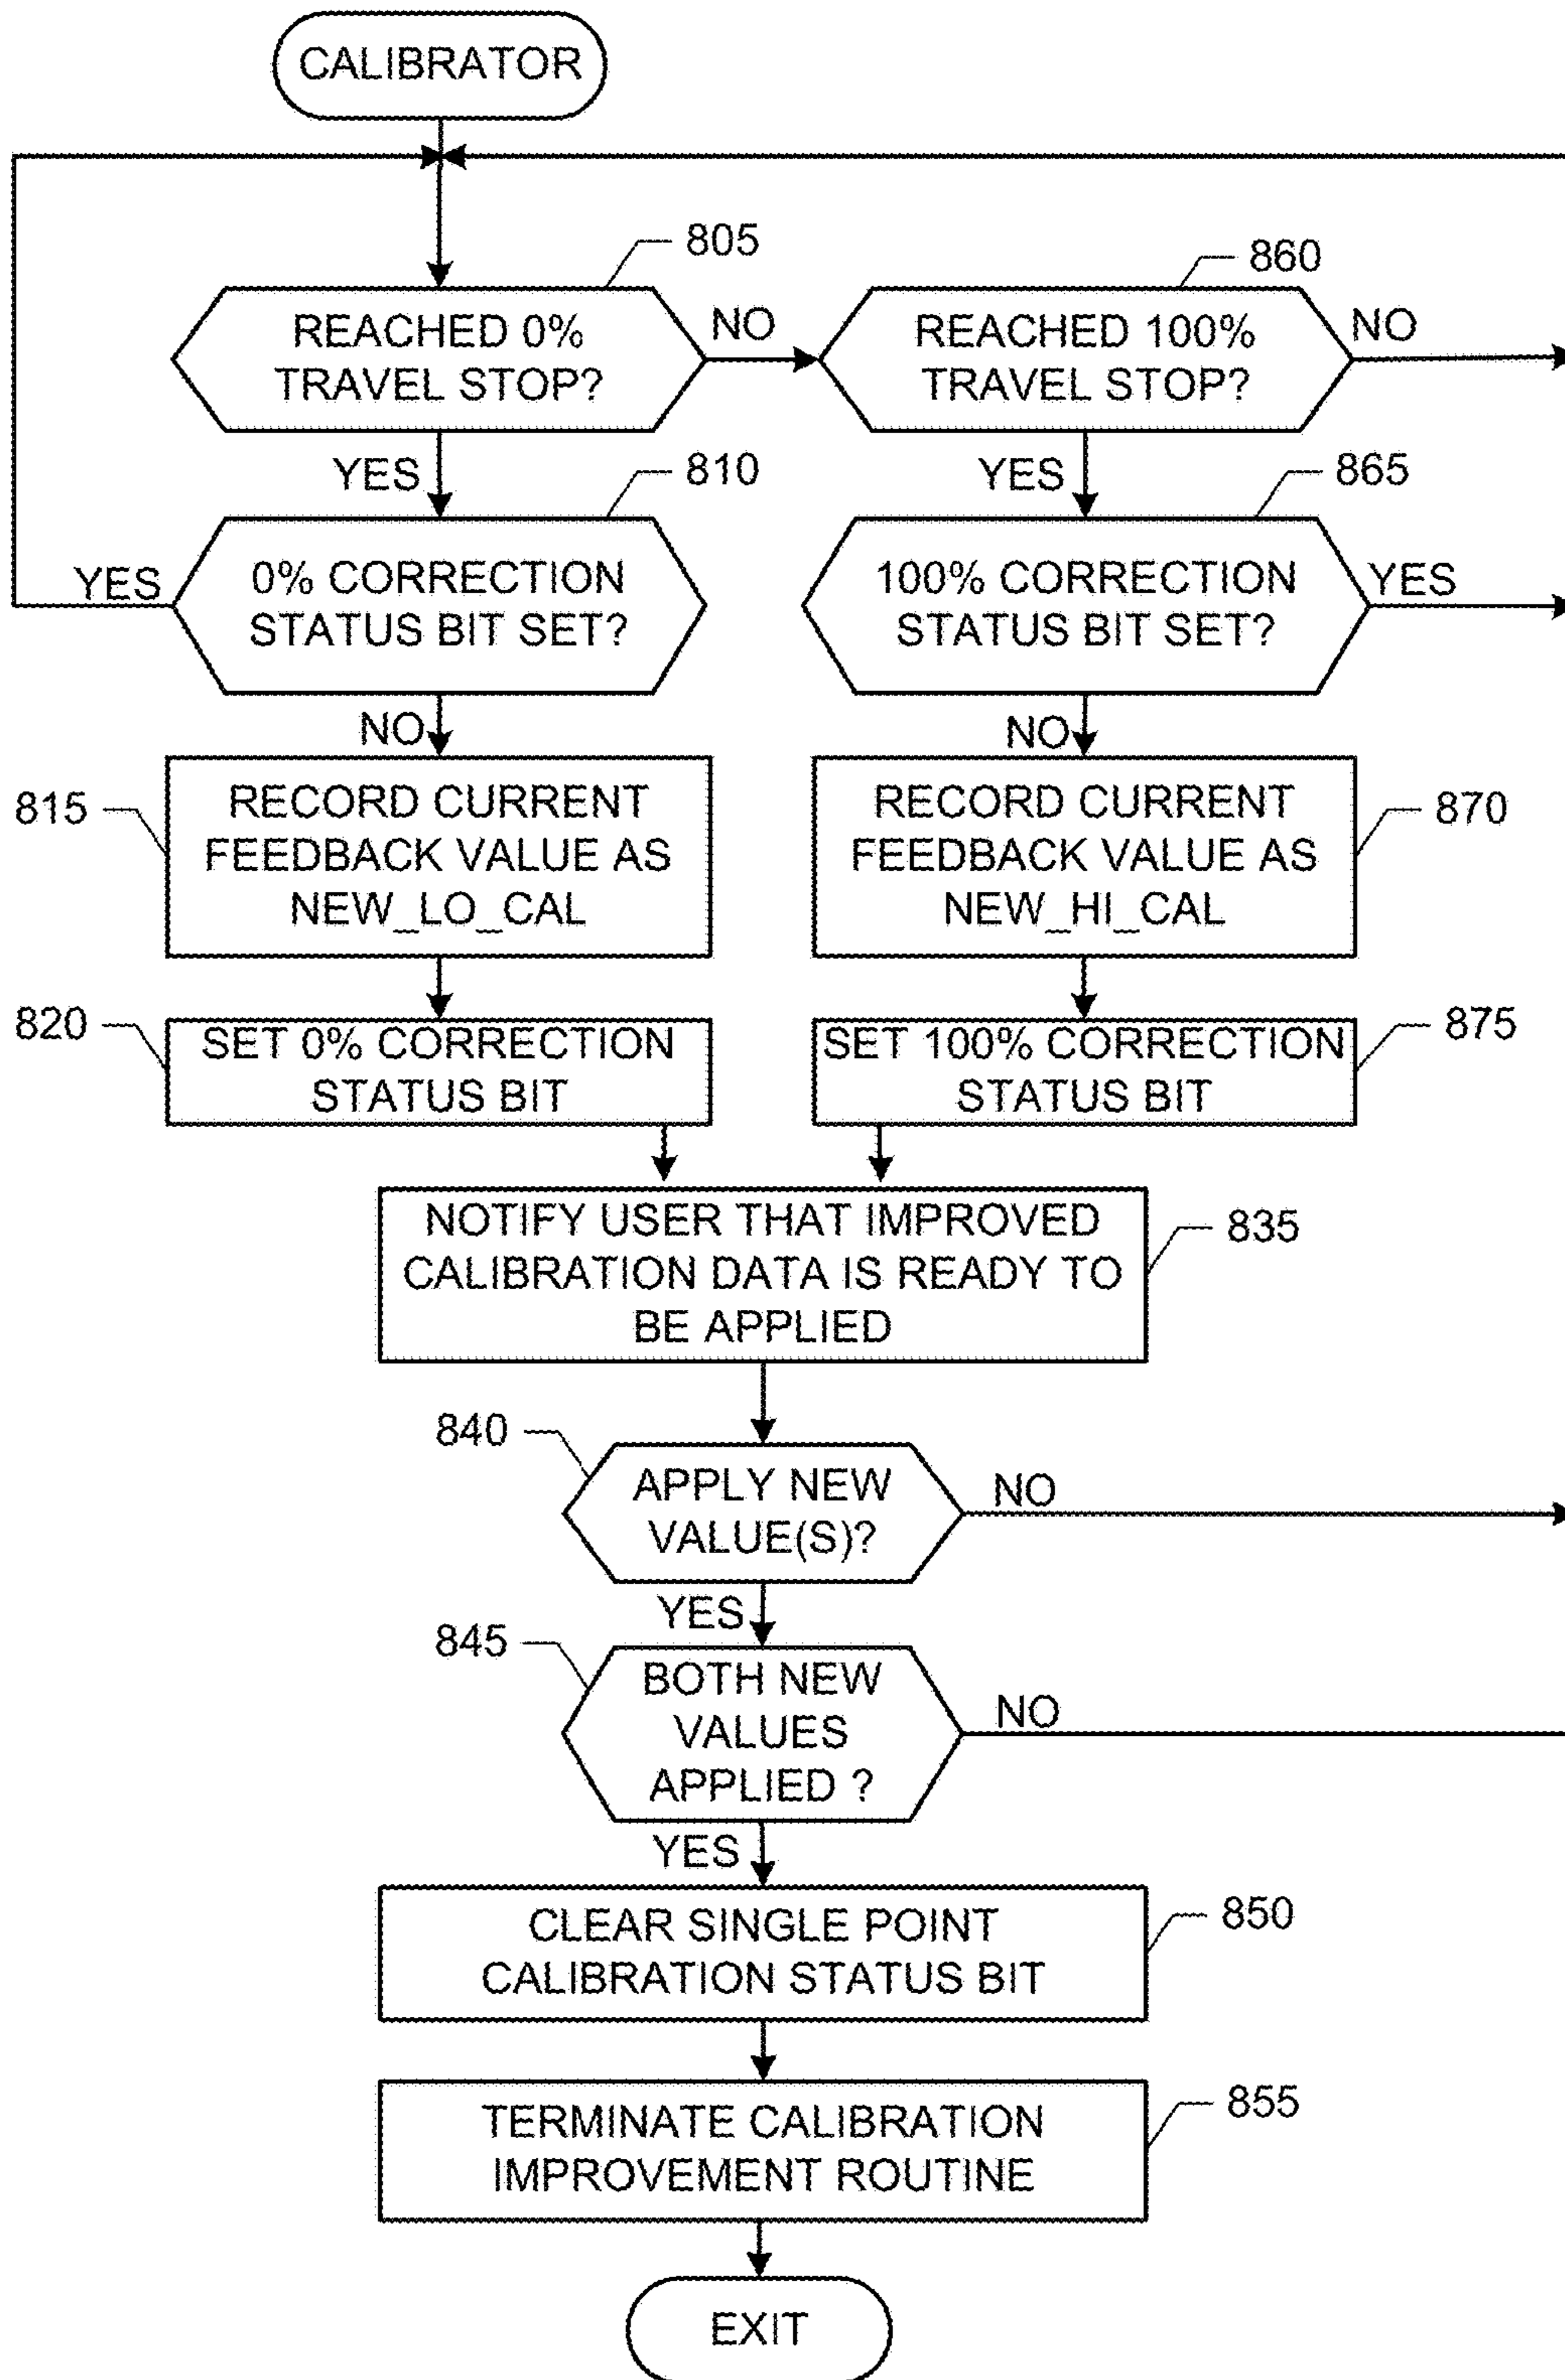 CALIBRATOR
805
860
REACHED 0%
TRAVEL STOP?
NO
REACHED 100%
TRAVEL STOP?
NO
YES
810
YES
865
YES
0% CORRECTION
STATUS BIT SET?
100% CORRECTION
STATUS BIT SET?
YES
NO
NO
815
RECORD CURRENT
FEEDBACK VALUE AS
NEW_LO_CAL
RECORD CURRENT
FEEDBACK VALUE AS
NEW_HI_CAL
870
820
SET 0% CORRECTION
STATUS BIT
SET 100% CORRECTION
STATUS BIT
875
NOTIFY USER THAT IMPROVED
CALIBRATION DATA IS READY TO
BE APPLIED
835
840
APPLY NEW
VALUE(S)?
NO
YES
845
BOTH NEW
VALUES
APPLIED ?
NO
YES
CLEAR SINGLE POINT
CALIBRATION STATUS BIT
850
TERMINATE CALIBRATION
IMPROVEMENT ROUTINE
855
EXIT